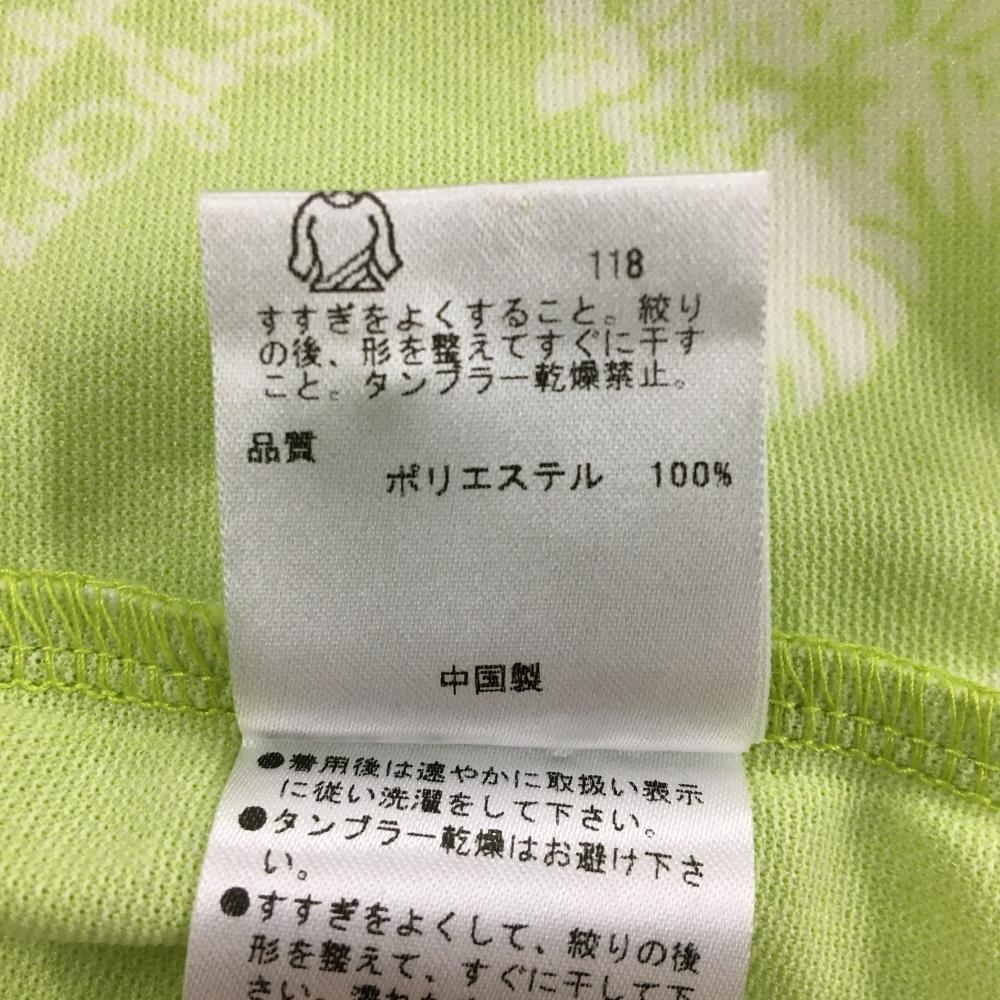 118
すすぎをよくすること。絞り
の後、形を整えてすぐに干す
こと。タンブラー乾燥禁止。
品質
ポリエステル 100%
中国製
●着用後は速やかに取扱い表示
に従い洗濯をして下さい。
●タンブラー乾燥はお避け下さ
い。
●すすぎをよくして、絞りの後
形を整えて、すぐに干して下
さい。